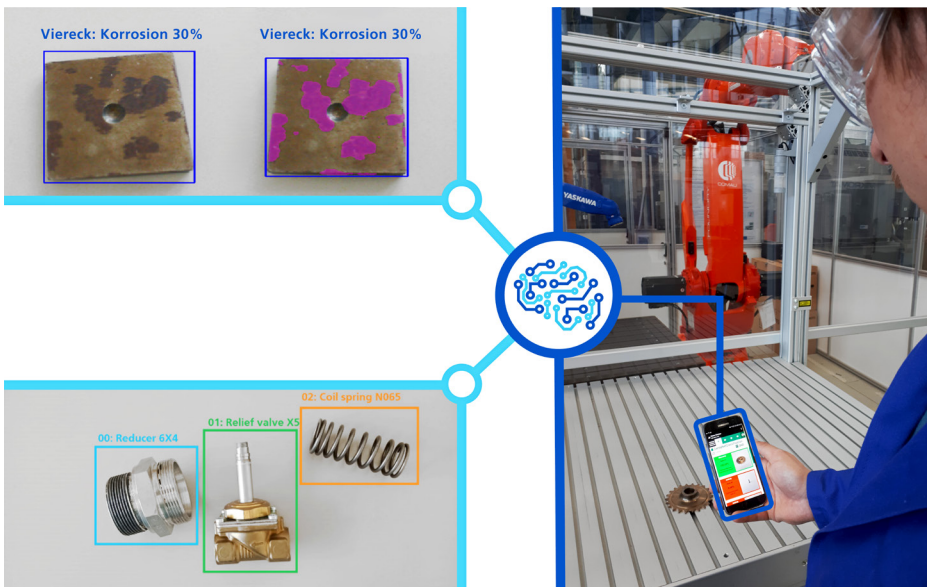 Viereck: Korrosion 30%
Viereck: Korrosion 30%
YASKAWA
02: Coil spring N065
01: Relief valve X5
00: Reducer 6X4